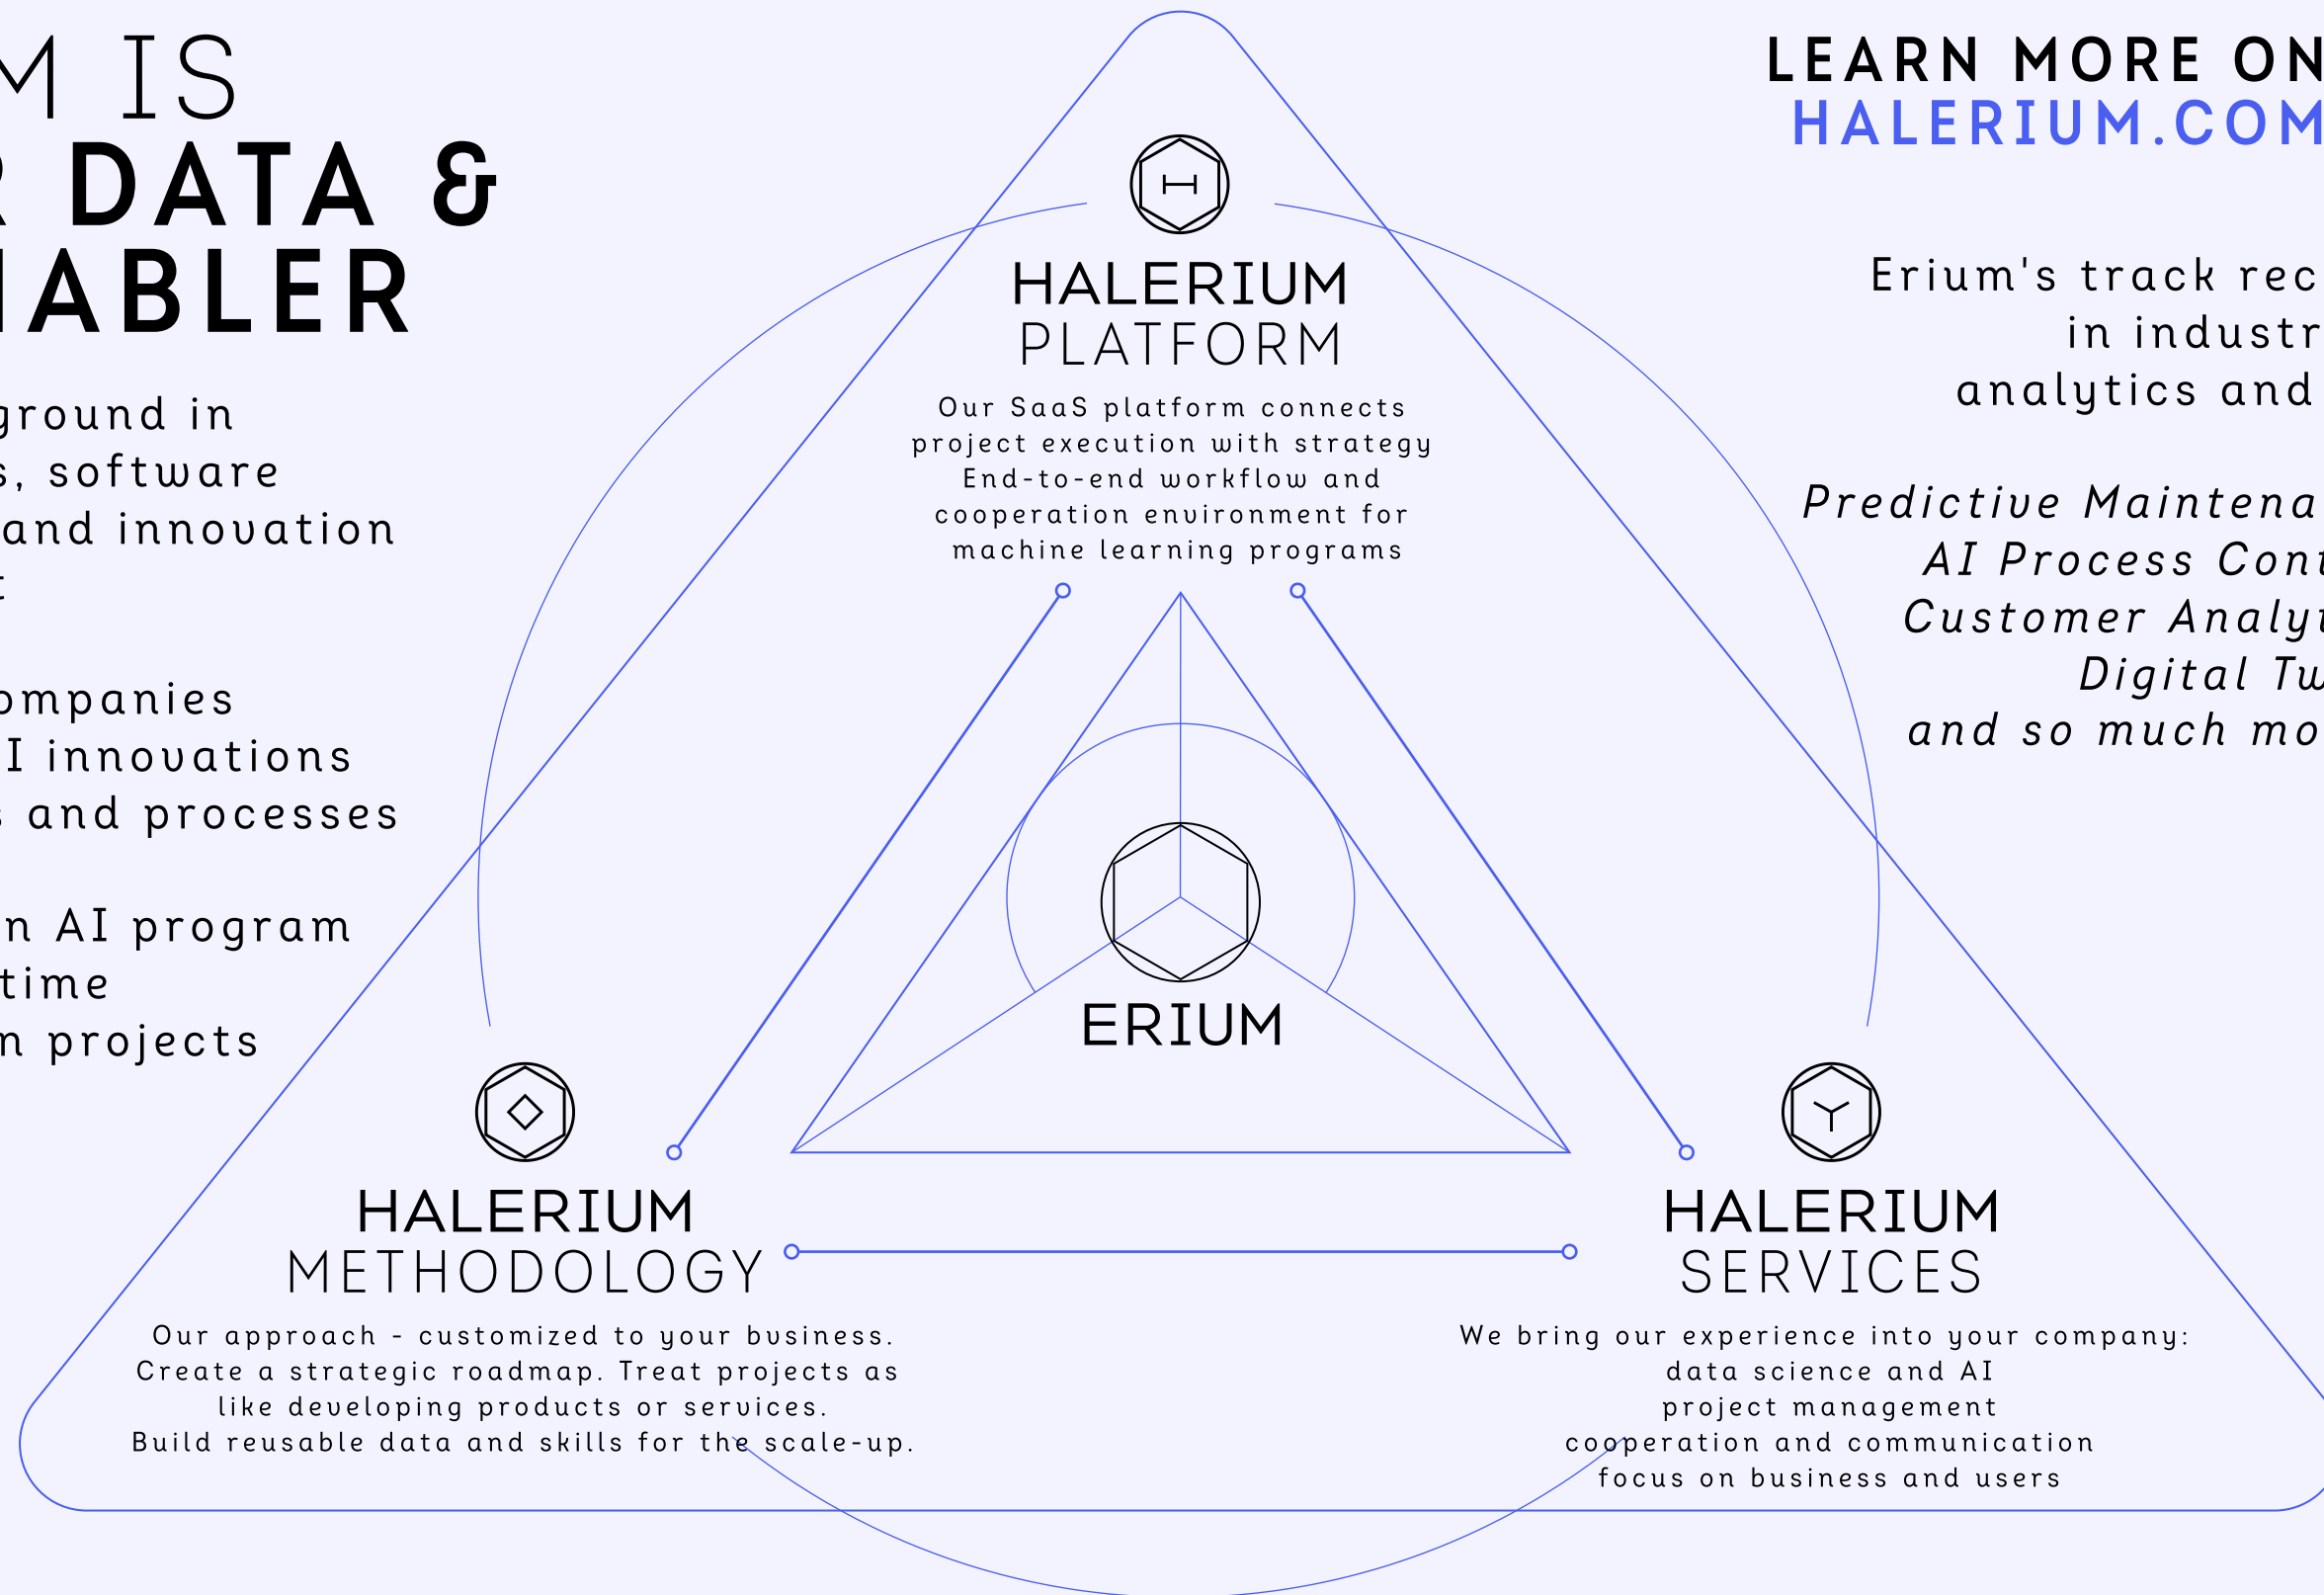 M IS
DATA &
ABLER
ground in
s, software
and innovation
ompanies
I innovations
s and processes
n AI program
time
n projects
HALERIUM
PLATFORM
Our SaaS platform connects
project execution with strategy
End-to-end workflow and
cooperation environment for
machine learning programs
ERIUM
HALERIUM
METHODOLOGY
Our approach - customized to your business.
Create a strategic roadmap. Treat projects as
like developing products or services.
Build reusable data and skills for the scale-up.
HALERIUM
SERVICES
We bring our experience into your company:
data science and AI
project management
cooperation and communication
focus on business and users
LEARN MORE ON
HALERIUM.COM
Erium's track rec
in industr
analytics and
Predictive Maintena
AI Process Cont
Customer Analyt
Digital Tw
and so much mo